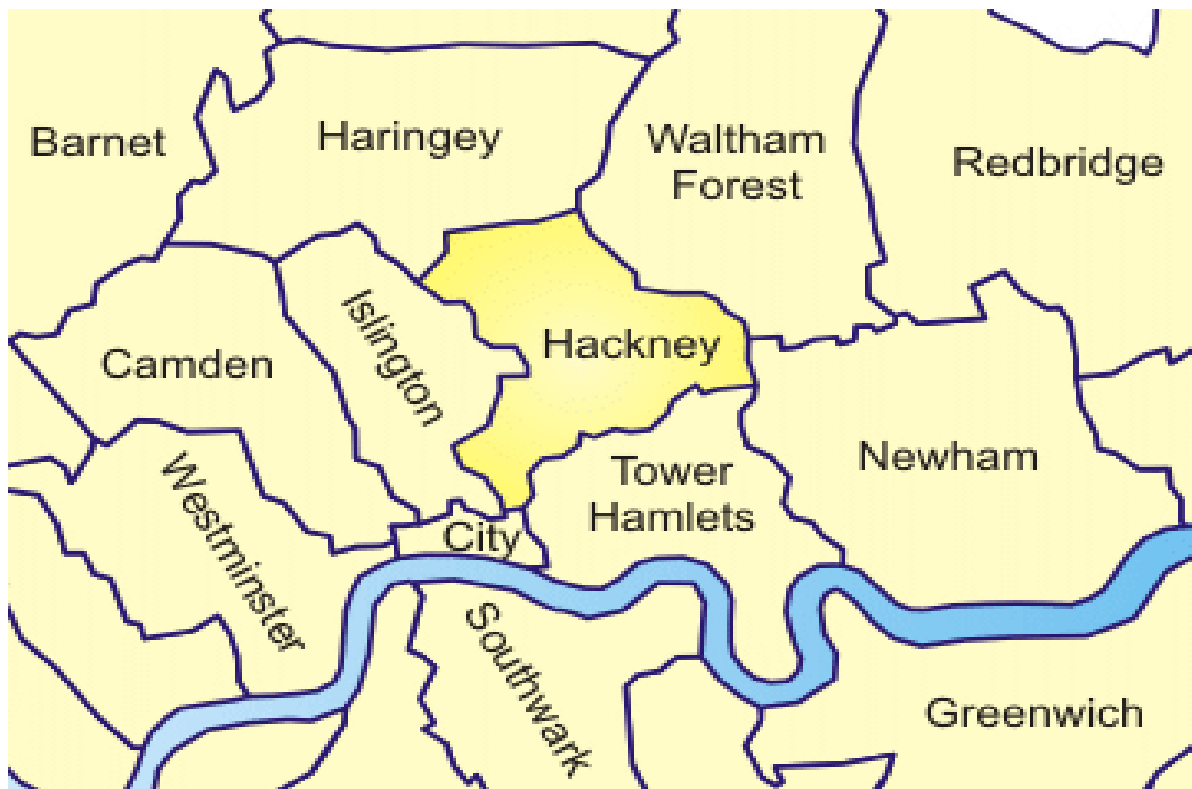 Barnet
Haringey
Waltham
Forest
Redbridge
Islington
Hackney
Camden
Newham
Westminster
Tower
Hamlets
City
Southwark
Greenwich